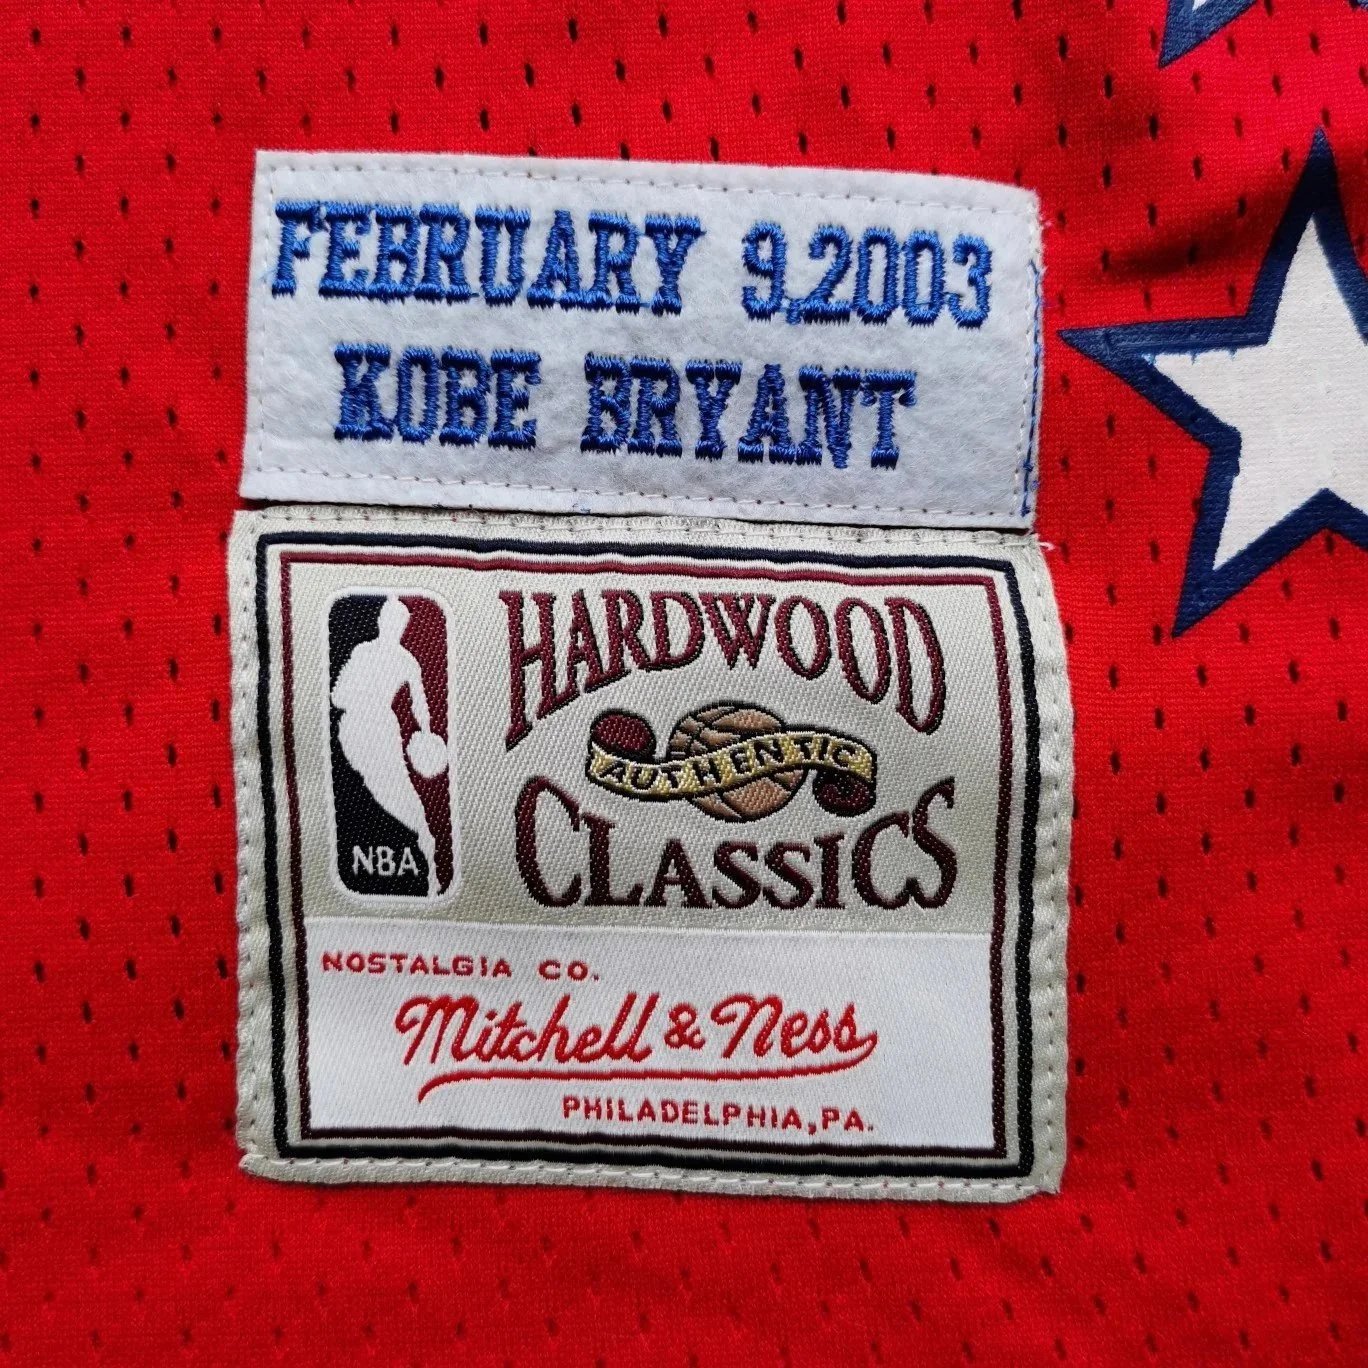 FEBRUARY 9,2003
KOBE BRYANT
HARDWOOD
AUTHENTIC
CLASSICS
NBA
NOSTALGIA CO.
Mitchell & Ness
PHILADELPHIA, PA.